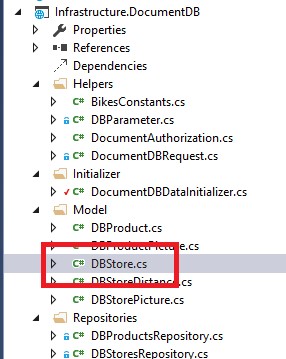 Infrastructure.DocumentDB
Properties
References
Dependencies
Helpers
C# BikesConstants.cs
C# DBParameter.cs
C# DocumentAuthorization.cs
C# DocumentDBRequest.cs
Initializer
C# DocumentDBDataInitializer.cs
Model
C# DBProduct.cs
C# DBProductPicture.cs
C# DBStore.cs
C# DBStoreDistance.cs
C# DBStorePicture.cs
Repositories
C# DBProductsRepository.cs
C# DBStoresRepository.cs